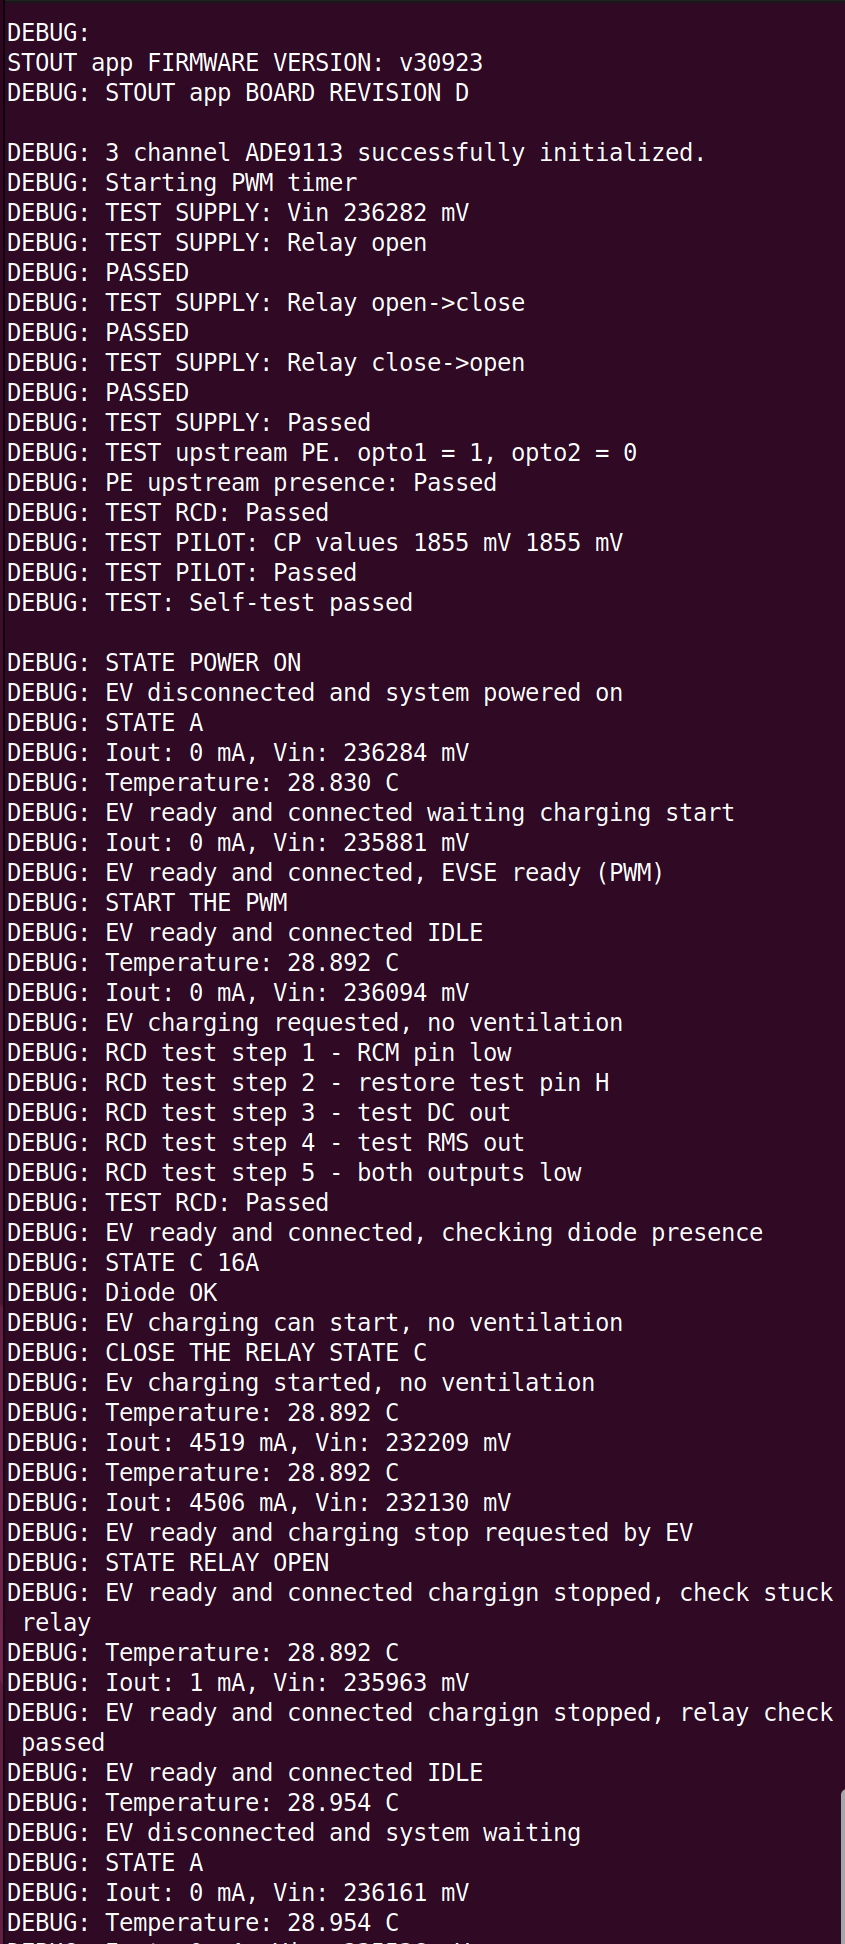 DEBUG:
STOUT app FIRMWARE VERSION: v30923
DEBUG: STOUT app BOARD REVISION D
DEBUG: 3 channel ADE9113 successfully initialized.
DEBUG: Starting PWM timer
DEBUG: TEST SUPPLY: Vin 236282 mV
DEBUG: TEST SUPPLY: Relay open
DEBUG: PASSED
DEBUG: TEST SUPPLY: Relay open->close
DEBUG: PASSED
DEBUG: TEST SUPPLY: Relay close->open
DEBUG: PASSED
DEBUG: TEST SUPPLY: Passed
DEBUG: TEST upstream PE. opto1 = 1, opto2 = 0
DEBUG: PE upstream presence: Passed
DEBUG: TEST RCD: Passed
DEBUG: TEST PILOT: CP values 1855 mV 1855 mV
DEBUG: TEST PILOT: Passed
DEBUG: TEST: Self-test passed
DEBUG: STATE POWER ON
DEBUG: EV disconnected and system powered on
DEBUG: STATE A
DEBUG: Iout: 0 mA, Vin: 236284 mV
DEBUG: Temperature: 28.830 C
DEBUG: EV ready and connected waiting charging start
DEBUG: Iout: 0 mA, Vin: 235881 mV
DEBUG: EV ready and connected, EVSE ready (PWM)
DEBUG: START THE PWM
DEBUG: EV ready and connected IDLE
DEBUG: Temperature: 28.892 C
DEBUG: Iout: 0 mA, Vin: 236094 mV
DEBUG: EV charging requested, no ventilation
DEBUG: RCD test step 1 - RCM pin low
DEBUG: RCD test step 2 - restore test pin H
DEBUG: RCD test step 3 - test DC out
DEBUG: RCD test step 4 - test RMS out
DEBUG: RCD test step 5 - both outputs low
DEBUG: TEST RCD: Passed
DEBUG: EV ready and connected, checking diode presence
DEBUG: STATE C 16A
DEBUG: Diode OK
DEBUG: EV charging can start, no ventilation
DEBUG: CLOSE THE RELAY STATE C
DEBUG: Ev charging started, no ventilation
DEBUG: Temperature: 28.892 C
DEBUG: Iout: 4519 mA, Vin: 232209 mV
DEBUG: Temperature: 28.892 C
DEBUG: Iout: 4506 mA, Vin: 232130 mV
DEBUG: EV ready and charging stop requested by EV
DEBUG: STATE RELAY OPEN
DEBUG: EV ready and connected chargign stopped, check stuck
relay
DEBUG: Temperature: 28.892 C
DEBUG: Iout: 1 mA, Vin: 235963 mV
DEBUG: EV ready and connected chargign stopped, relay check
passed
DEBUG: EV ready and connected IDLE
DEBUG: Temperature: 28.954 C
DEBUG: EV disconnected and system waiting
DEBUG: STATE A
DEBUG: Iout: 0 mA, Vin: 236161 mV
DEBUG: Temperature: 28.954 C